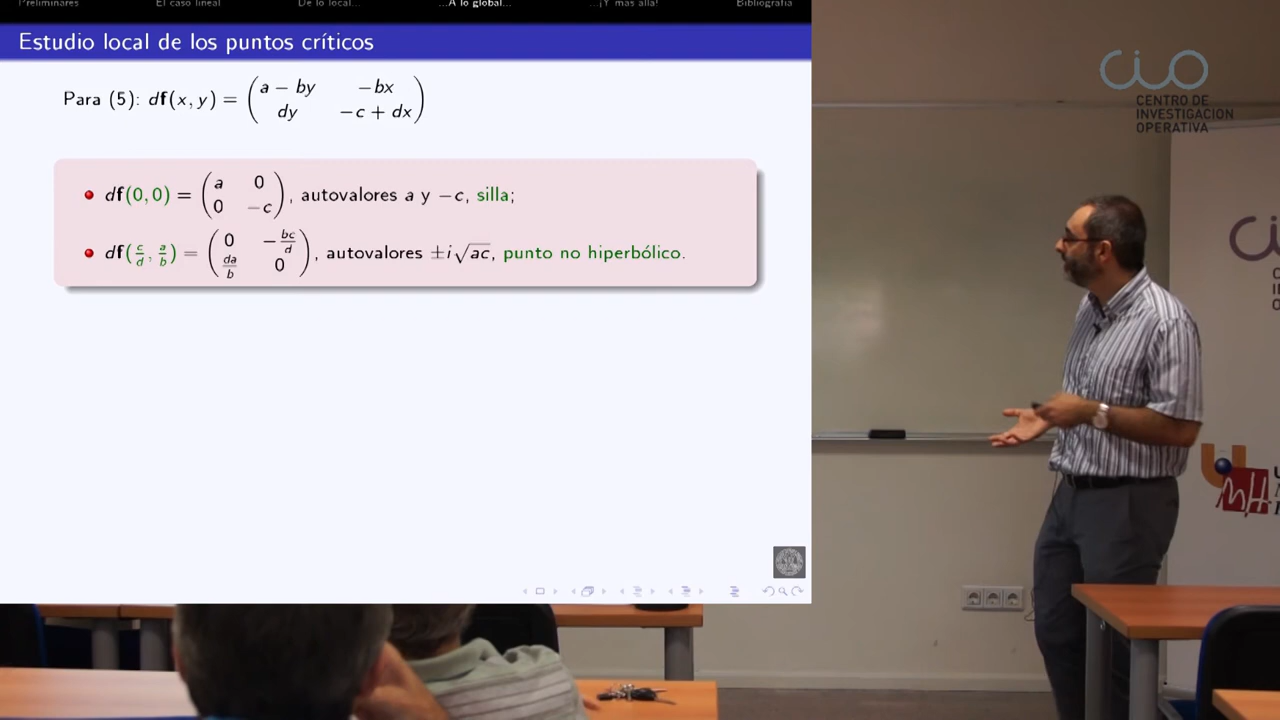 Preliminares El caso lineal De lo local... ...A lo global... ...¡Y más allá! Bibliografía
Estudio local de los puntos críticos
Para (5): df(x, y) = ( a − by −bx
dy −c + dx )
• df(0, 0) = ( a 0
0 −c ), autovalores a y −c, silla;
• df(c/d, a/b) = ( 0 −bc/d
da/b 0 ), autovalores ±i√ac, punto no hiperbólico.
CIO
CENTRO DE
INVESTIGACION
OPERATIVA